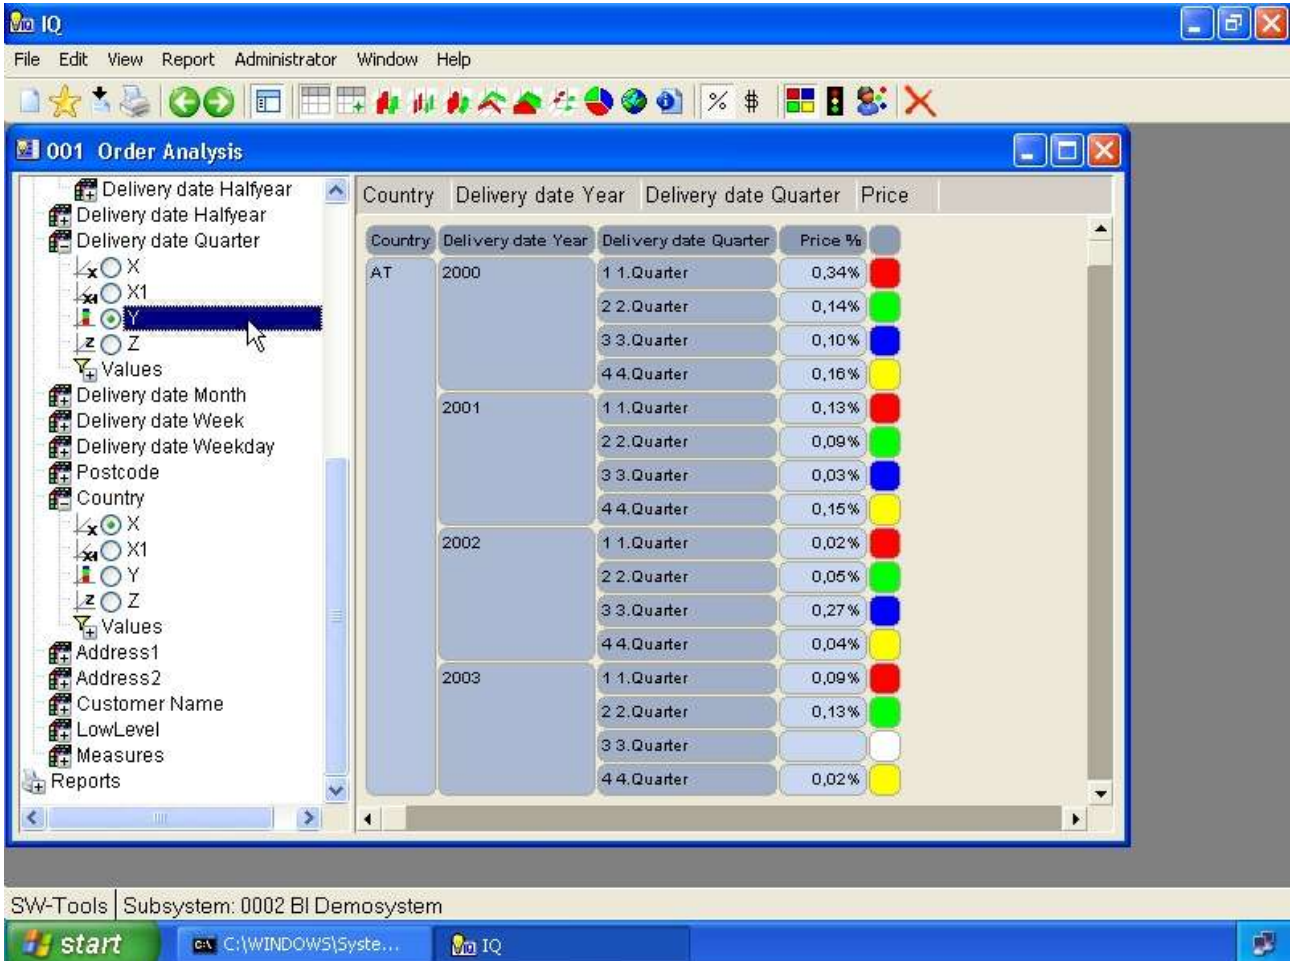 IQ
File Edit View Report Administrator Window Help
% $
001 Order Analysis
Delivery date Halfyear
Delivery date Halfyear
Delivery date Quarter
X X
X1 X1
Y
Z Z
Values
Delivery date Month
Delivery date Week
Delivery date Weekday
Postcode
Country
X X
X1 X1
Y
Z Z
Values
Address1
Address2
Customer Name
LowLevel
Measures
Reports
Country Delivery date Year Delivery date Quarter Price
Country Delivery date Year Delivery date Quarter Price %
AT 2000 1 1.Quarter 0,34%
2 2.Quarter 0,14%
3 3.Quarter 0,10%
4 4.Quarter 0,16%
2001 1 1.Quarter 0,13%
2 2.Quarter 0,09%
3 3.Quarter 0,03%
4 4.Quarter 0,15%
2002 1 1.Quarter 0,02%
2 2.Quarter 0,05%
3 3.Quarter 0,27%
4 4.Quarter 0,04%
2003 1 1.Quarter 0,09%
2 2.Quarter 0,13%
3 3.Quarter
4 4.Quarter 0,02%
SW-Tools Subsystem: 0002 BI Demosystem
start C:\WINDOWS\Syste... IQ